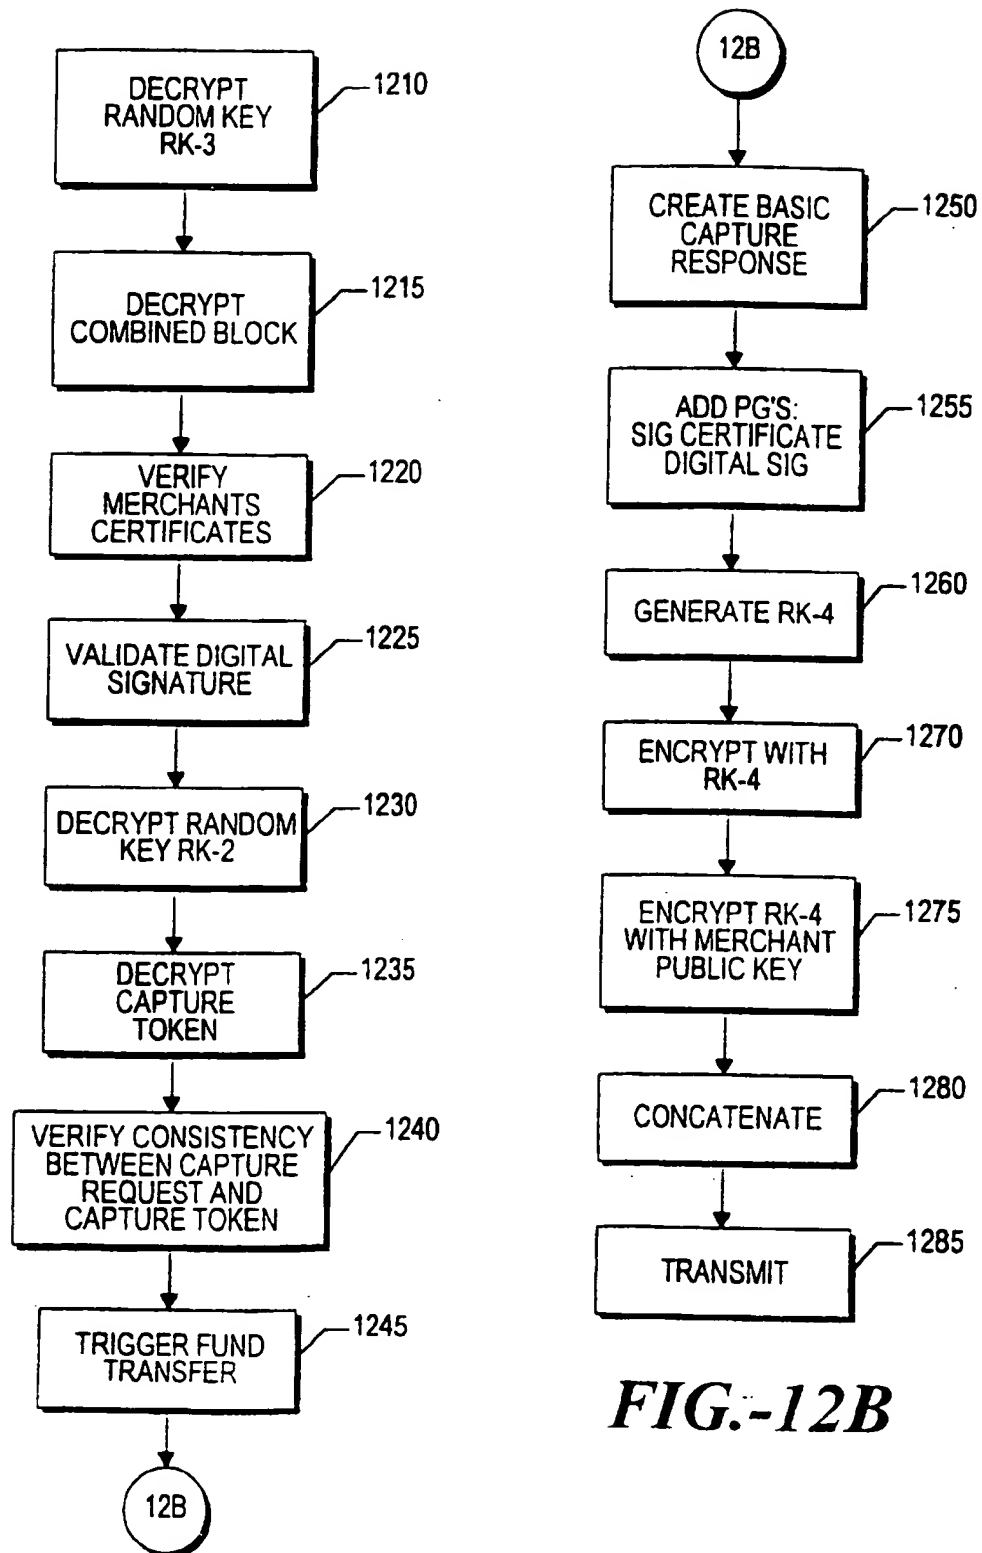 DECRYPT
RANDOM KEY
RK-3
1210
DECRYPT
COMBINED BLOCK
1215
VERIFY
MERCHANTS
CERTIFICATES
1220
VALIDATE DIGITAL
SIGNATURE
1225
DECRYPT RANDOM
KEY RK-2
1230
DECRYPT
CAPTURE
TOKEN
1235
VERIFY CONSISTENCY
BETWEEN CAPTURE
REQUEST AND
CAPTURE TOKEN
1240
TRIGGER FUND
TRANSFER
1245
12B
12B
CREATE BASIC
CAPTURE
RESPONSE
1250
ADD PG'S:
SIG CERTIFICATE
DIGITAL SIG
1255
GENERATE RK-4
1260
ENCRYPT WITH
RK-4
1270
ENCRYPT RK-4
WITH MERCHANT
PUBLIC KEY
1275
CONCATENATE
1280
TRANSMIT
1285
FIG.-12B